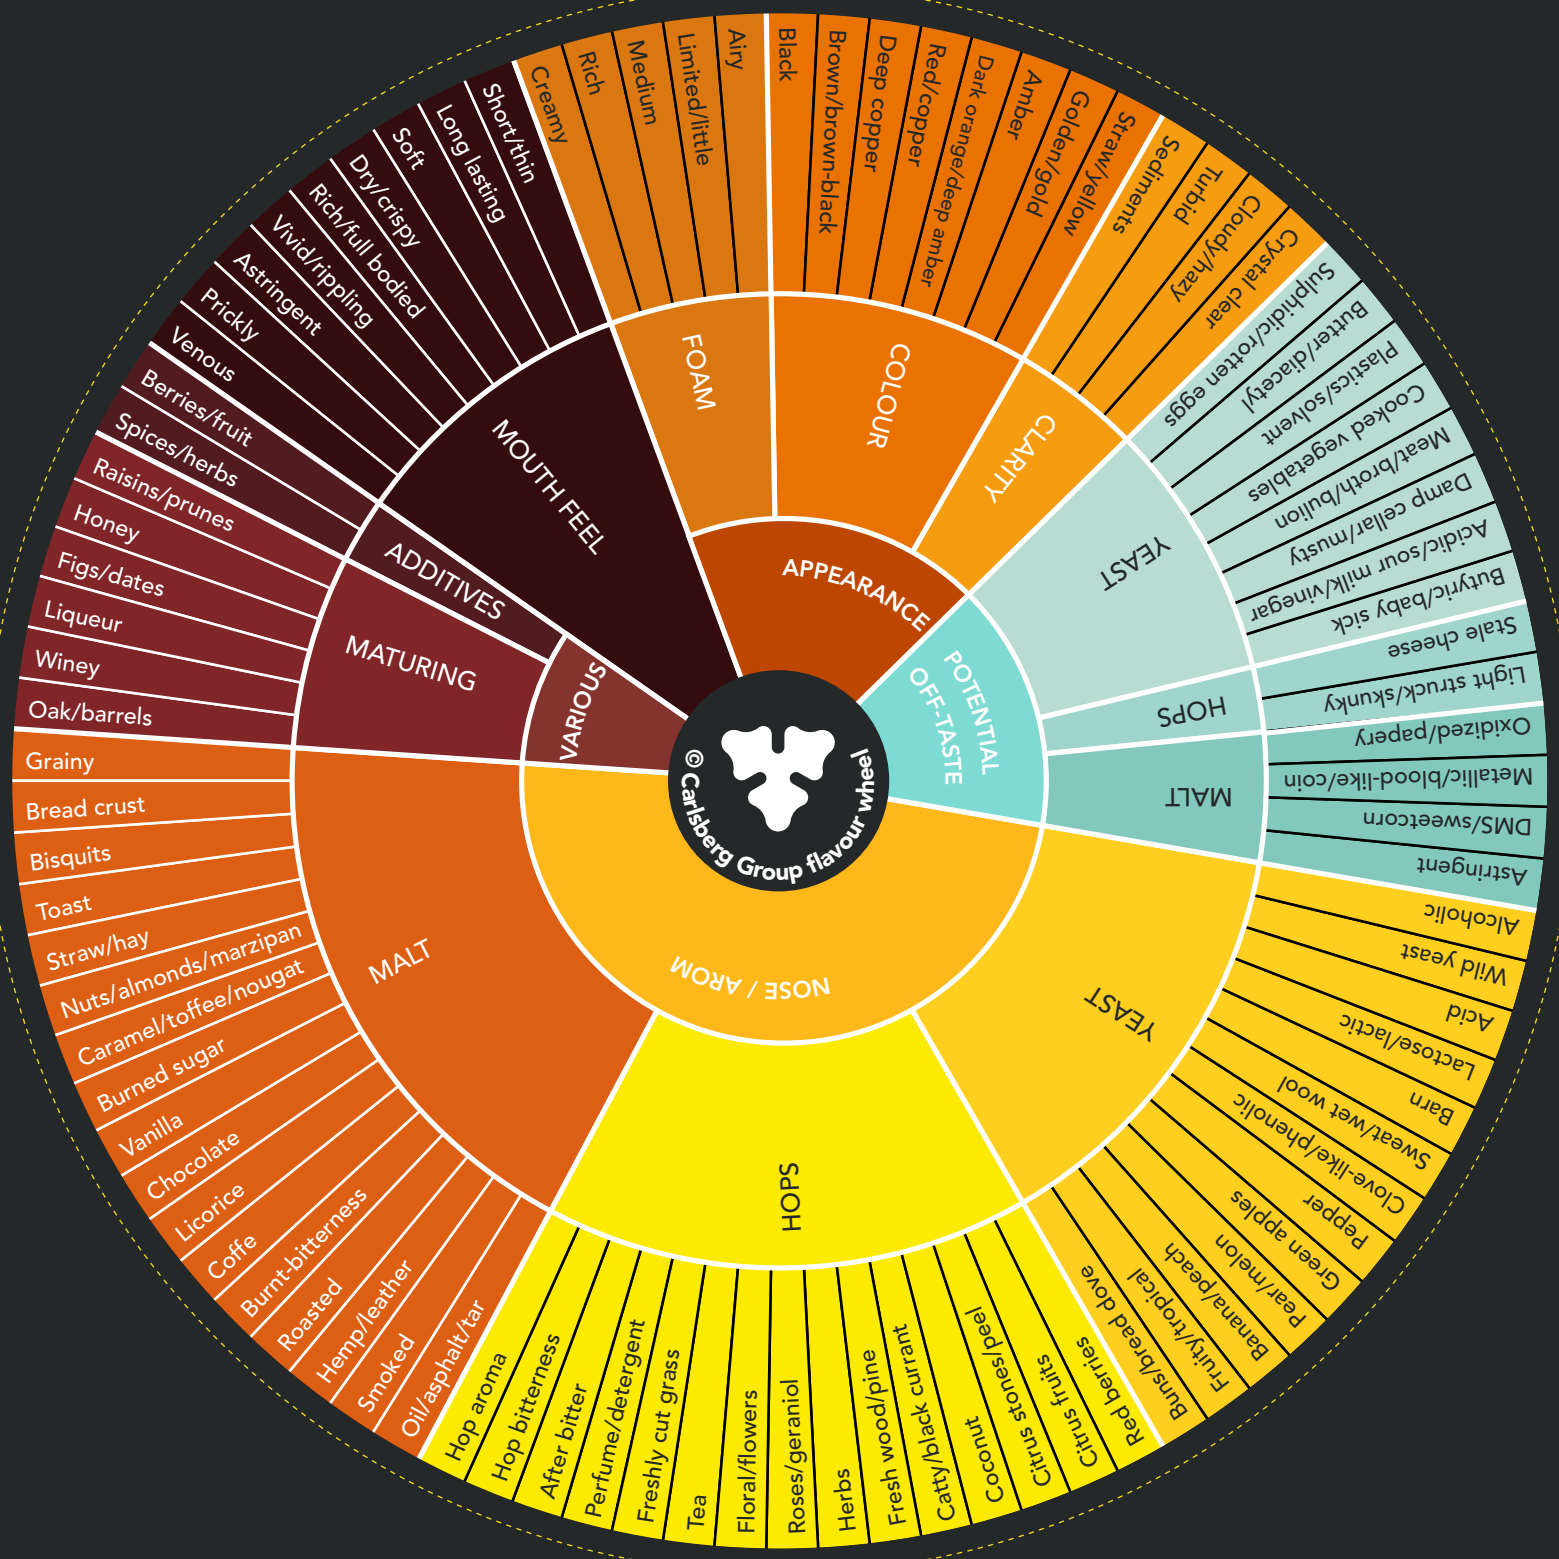 © Carlsberg Group flavour wheel
APPEARANCE
FOAM
Creamy
Rich
Medium
Limited/little
Airy
COLOUR
Black
Brown/brown-black
Deep copper
Red/copper
Dark orange/deep amber
Amber
Golden/gold
Straw/yellow
CLARITY
Sediments
Turbid
Cloudy/hazy
Crystal clear
POTENTIAL
OFF-TASTE
YEAST
Sulphidic/rotten eggs
Butter/diacetyl
Plastics/solvent
Cooked vegetables
Meat/broth/bulion
Damp cellar/musty
Acidic/sour milk/vinegar
Butyric/baby sick
HOPS
Stale cheese
Light struck/skunky
MALT
Oxidized/papery
Metallic/blood-like/coin
DMS/sweetcorn
Astringent
NOSE / AROM
YEAST
Alcoholic
Wild yeast
Acid
Lactose/lactic
Barn
Sweat/wet wool
Clove-like/phenolic
Pepper
Green apples
Pear/melon
Banana/peach
Fruity/tropical
Buns/bread dove
HOPS
Red berries
Citrus fruits
Citrus stones/peel
Coconut
Catty/black currant
Fresh wood/pine
Herbs
Roses/geraniol
Floral/flowers
Tea
Freshly cut grass
Perfume/detergent
After bitter
Hop bitterness
Hop aroma
MALT
Oil/asphalt/tar
Smoked
Hemp/leather
Roasted
Burnt-bitterness
Coffe
Licorice
Chocolate
Vanilla
Burned sugar
Caramel/toffee/nougat
Nuts/almonds/marzipan
Straw/hay
Toast
Bisquits
Bread crust
Grainy
VARIOUS
MATURING
Oak/barrels
Winey
Liqueur
Figs/dates
Honey
Raisins/prunes
ADDITIVES
Spices/herbs
Berries/fruit
MOUTH FEEL
Venous
Prickly
Astringent
Vivid/rippling
Rich/full bodied
Dry/crispy
Soft
Long lasting
Short/thin